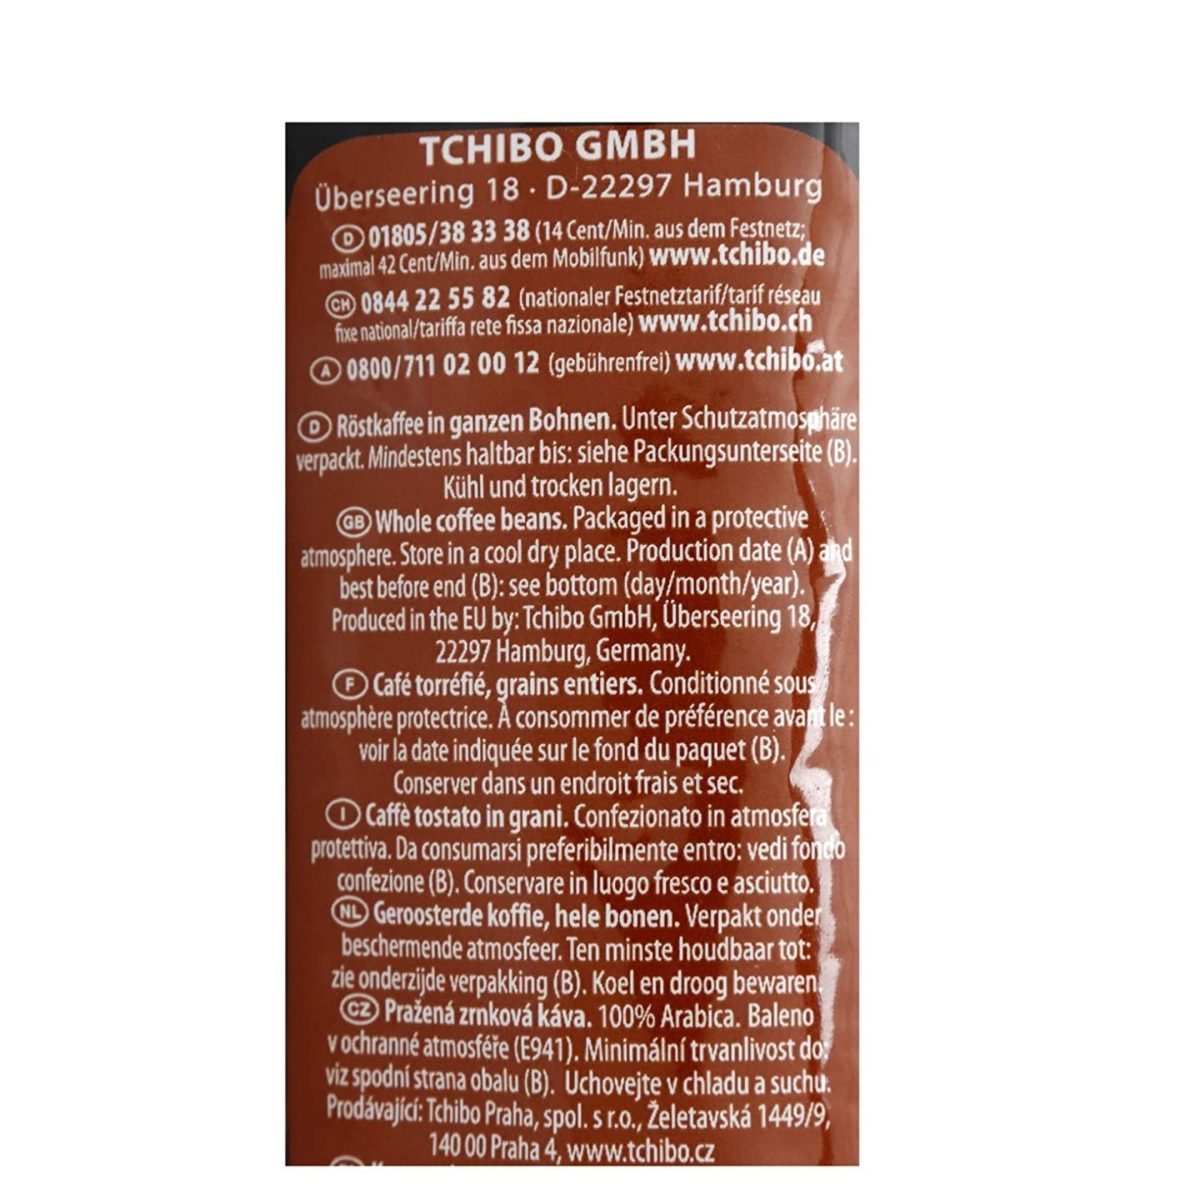 TCHIBO GMBH
Überseering 18 · D-22297 Hamburg
D 01805/38 33 38 (14 Cent/Min. aus dem Festnetz;
maximal 42 Cent/Min. aus dem Mobilfunk) www.tchibo.de
CH 0844 22 55 82 (nationaler Festnetztarif/tarif réseau
fixe national/tariffa rete fissa nazionale) www.tchibo.ch
A 0800/711 02 00 12 (gebührenfrei) www.tchibo.at
D Röstkaffee in ganzen Bohnen. Unter Schutzatmosphäre
verpackt. Mindestens haltbar bis: siehe Packungsunterseite (B).
Kühl und trocken lagern.
GB Whole coffee beans. Packaged in a protective
atmosphere. Store in a cool dry place. Production date (A) and
best before end (B): see bottom (day/month/year).
Produced in the EU by: Tchibo GmbH, Überseering 18,
22297 Hamburg, Germany.
F Café torréfié, grains entiers. Conditionné sous
atmosphère protectrice. À consommer de préférence avant le :
voir la date indiquée sur le fond du paquet (B).
Conserver dans un endroit frais et sec.
I Caffè tostato in grani. Confezionato in atmosfera
protettiva. Da consumarsi preferibilmente entro: vedi fondo
confezione (B). Conservare in luogo fresco e asciutto.
NL Geroosterde koffie, hele bonen. Verpakt onder
beschermende atmosfeer. Ten minste houdbaar tot:
zie onderzijde verpakking (B). Koel en droog bewaren.
CZ Pražená zrnková káva. 100% Arabica. Baleno
v ochranné atmosféře (E941). Minimální trvanlivost do:
viz spodní strana obalu (B). Uchovejte v chladu a suchu.
Prodávající: Tchibo Praha, spol. s r.o., Želetavská 1449/9,
140 00 Praha 4, www.tchibo.cz